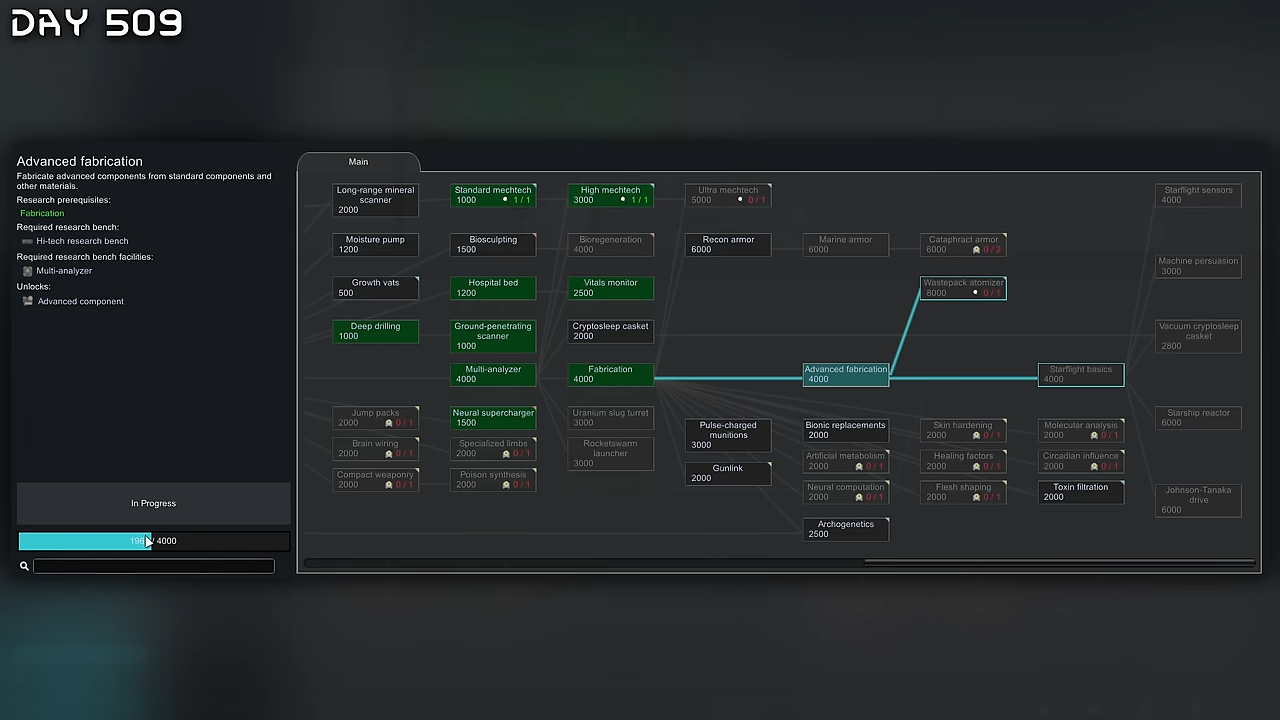 DAY 509
Advanced fabrication
Fabricate advanced components from standard components and
other materials.
Research prerequisites:
Fabrication
Required research bench:
Hi-tech research bench
Required research bench facilities:
Multi-analyzer
Unlocks:
Advanced component
In Progress
/ 4000
Main
Long-range mineral
scanner
2000
Standard mechtech
1000 1 / 1
High mechtech
3000 1 / 1
Ultra mechtech
5000 0 / 1
Starflight sensors
4000
Moisture pump
1200
Biosculpting
1500
Bioregeneration
4000
Recon armor
6000
Marine armor
6000
Cataphract armor
6000 0 / 2
Machine persuasion
3000
Growth vats
500
Hospital bed
1200
Vitals monitor
2500
Wastepack atomizer
8000 0 / 1
Deep drilling
1000
Ground-penetrating
scanner
1000
Cryptosleep casket
2000
Vacuum cryptosleep
casket
2800
Multi-analyzer
4000
Fabrication
4000
Advanced fabrication
4000
Starflight basics
4000
Jump packs
2000 0 / 1
Neural supercharger
1500
Uranium slug turret
3000
Pulse-charged
munitions
3000
Bionic replacements
2000
Skin hardening
2000 0 / 1
Molecular analysis
2000 0 / 1
Starship reactor
6000
Brain wiring
2000 0 / 1
Specialized limbs
2000 0 / 1
Rocketswarm
launcher
3000
Artificial metabolism
2000 0 / 1
Healing factors
2000 0 / 1
Circadian influence
2000 0 / 1
Compact weaponry
2000 0 / 1
Poison synthesis
2000 0 / 1
Gunlink
2000
Neural computation
2000 0 / 1
Flesh shaping
2000 0 / 1
Toxin filtration
2000
Johnson-Tanaka
drive
6000
Archogenetics
2500